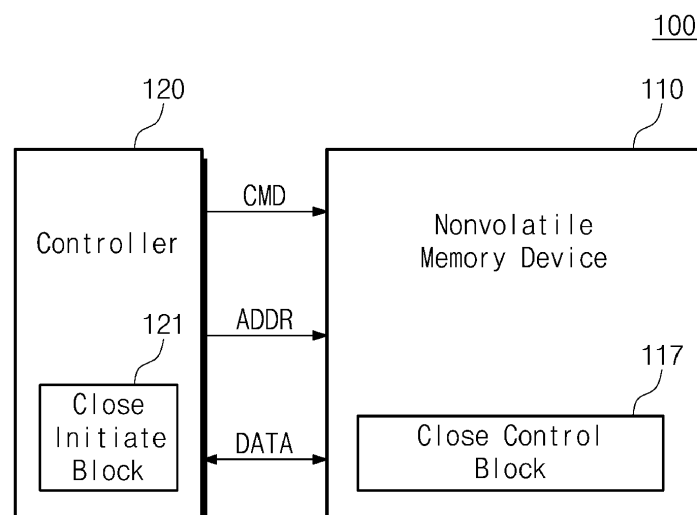 100
120
110
CMD
Controller
Nonvolatile
Memory Device
ADDR
121
117
Close
Initiate
Block
DATA
Close Control
Block